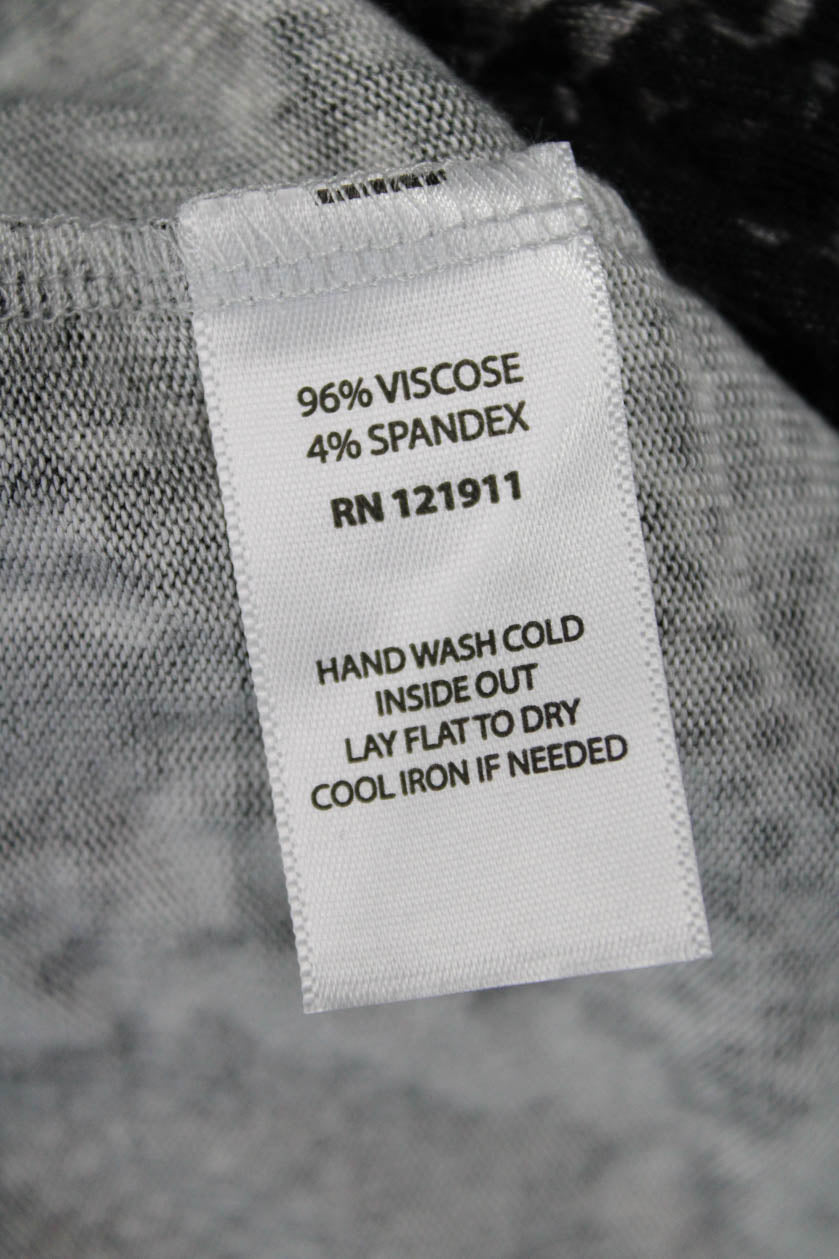 96% VISCOSE
4% SPANDEX
RN 121911
HAND WASH COLD
INSIDE OUT
LAY FLAT TO DRY
COOL IRON IF NEEDED